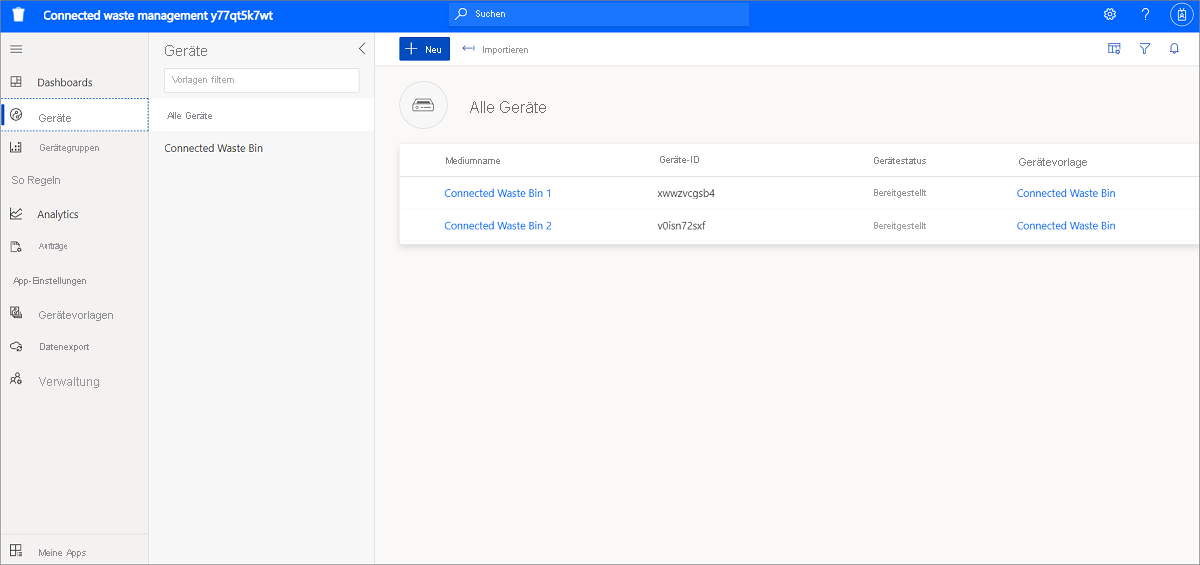 Connected waste management y77qt5k7wt
Suchen
?
Dashboards
Geräte
Gerätegruppen
So Regeln
Analytics
Aufträge
App-Einstellungen
Gerätevorlagen
Datenexport
Verwaltung
Meine Apps
Geräte
Vorlagen filtern
Alle Geräte
Connected Waste Bin
Neu
Importieren
Alle Geräte
Mediumname Geräte-ID Gerätestatus Gerätevorlage
Connected Waste Bin 1 xwwzvcgsb4 Bereitgestellt Connected Waste Bin
Connected Waste Bin 2 v0isn72sxf Bereitgestellt Connected Waste Bin